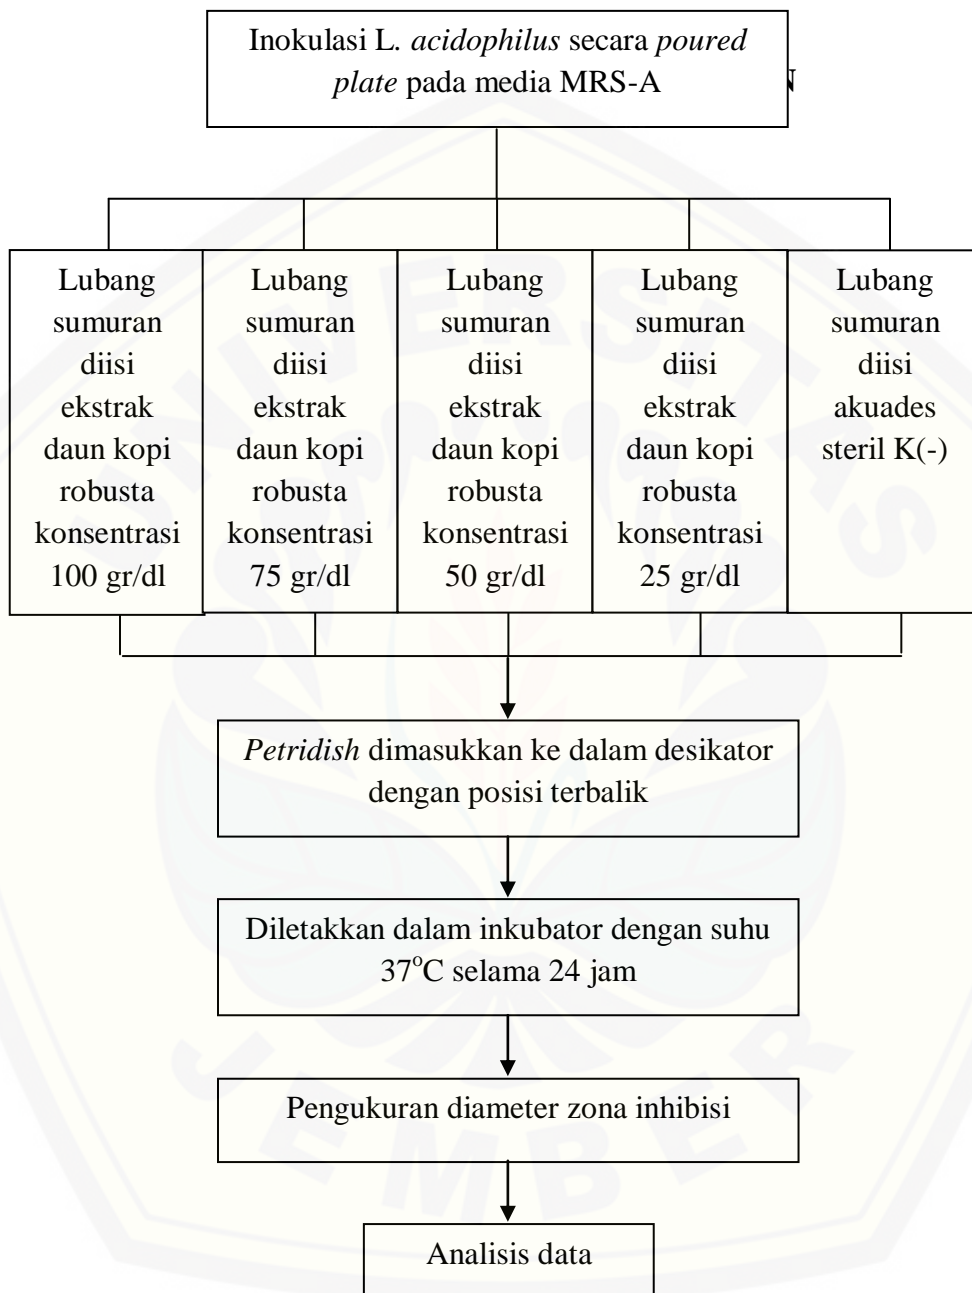 Inokulasi L. acidophilus secara poured
plate pada media MRS-A
N
Lubang
sumuran
diisi
ekstrak
daun kopi
robusta
konsentrasi
100 gr/dl
Lubang
sumuran
diisi
ekstrak
daun kopi
robusta
konsentrasi
75 gr/dl
Lubang
sumuran
diisi
ekstrak
daun kopi
robusta
konsentrasi
50 gr/dl
Lubang
sumuran
diisi
ekstrak
daun kopi
robusta
konsentrasi
25 gr/dl
Lubang
sumuran
diisi
akuades
steril K(-)
Petridish dimasukkan ke dalam desikator
dengan posisi terbalik
Diletakkan dalam inkubator dengan suhu
37°C selama 24 jam
Pengukuran diameter zona inhibisi
Analisis data
UNIVERSITAS
JEMBER